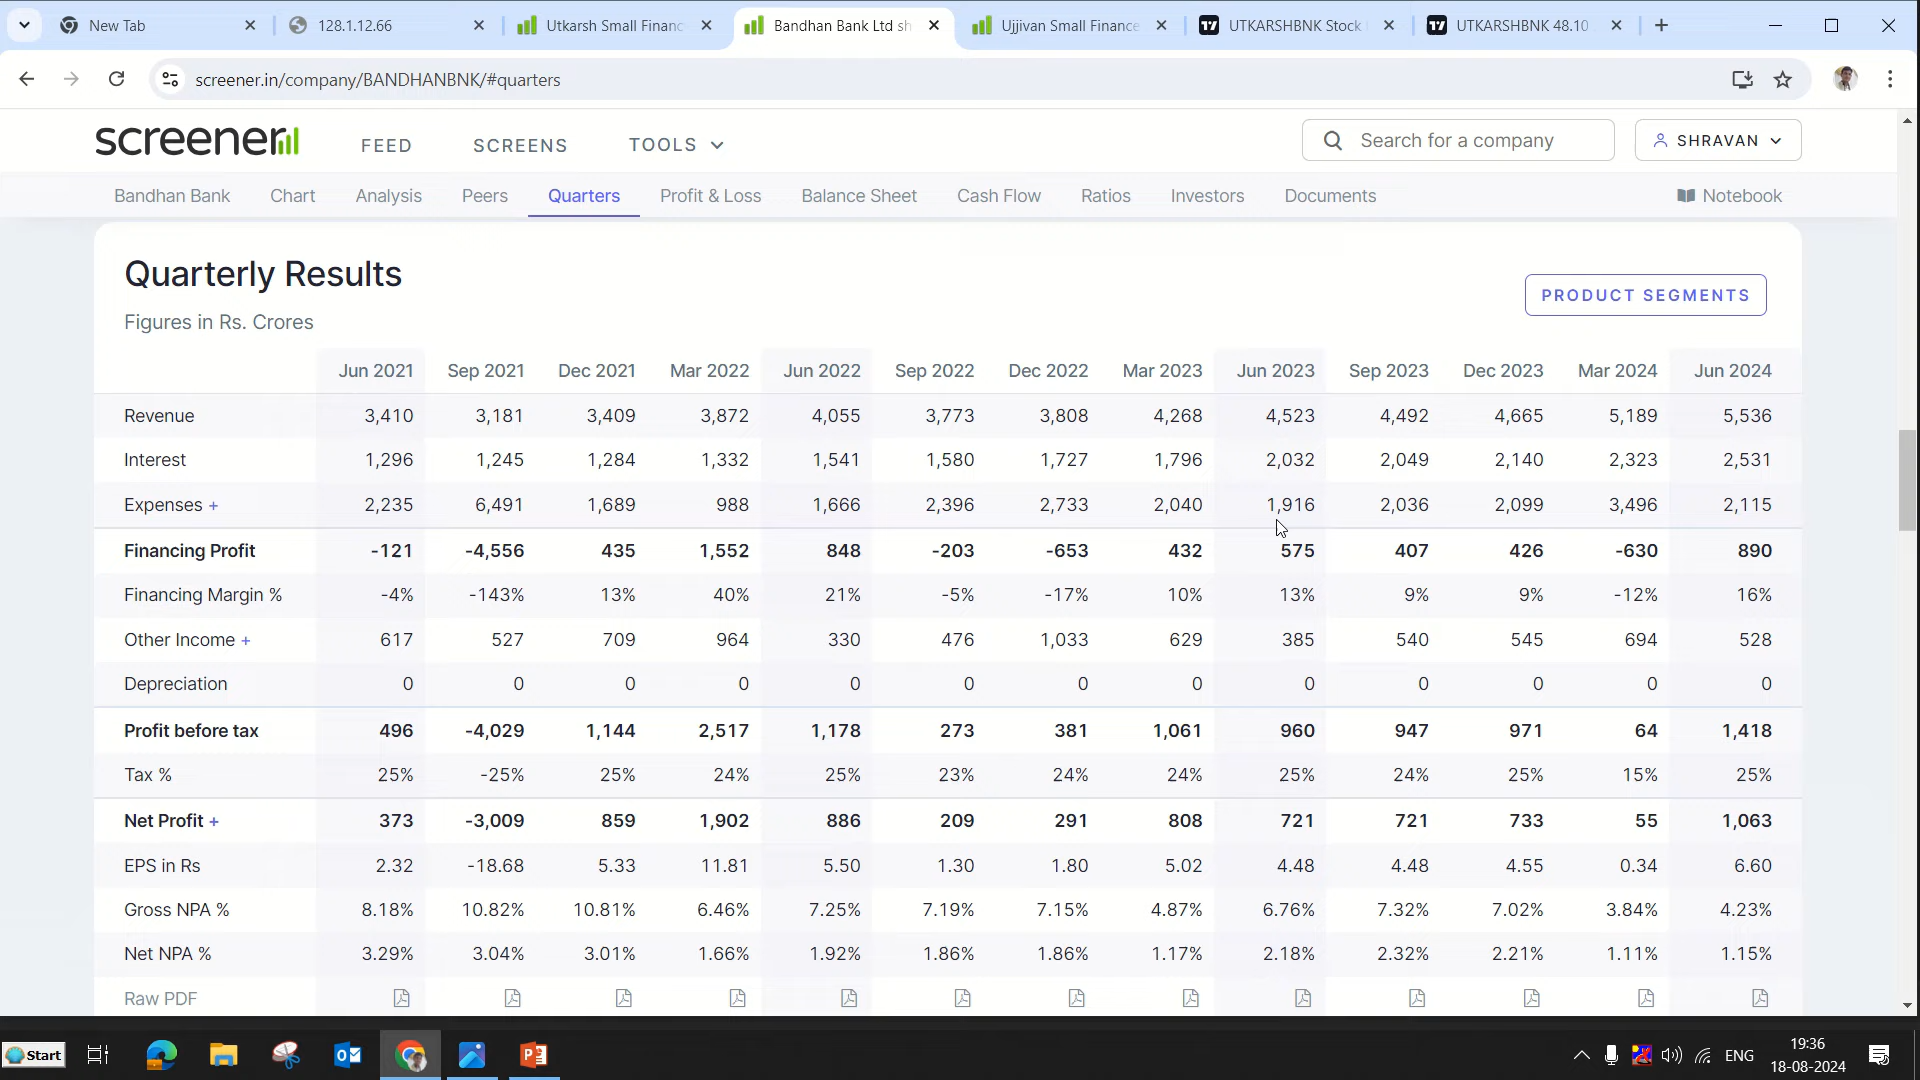 New Tab 128.1.12.66 Utkarsh Small Financ Bandhan Bank Ltd sh Ujjivan Small Finance UTKARSHBNK Stock UTKARSHBNK 48.10
screener.in/company/BANDHANBNK/#quarters
screener FEED SCREENS TOOLS Search for a company SHRAVAN
Bandhan Bank Chart Analysis Peers Quarters Profit & Loss Balance Sheet Cash Flow Ratios Investors Documents Notebook
Quarterly Results
PRODUCT SEGMENTS
Figures in Rs. Crores
Jun 2021 Sep 2021 Dec 2021 Mar 2022 Jun 2022 Sep 2022 Dec 2022 Mar 2023 Jun 2023 Sep 2023 Dec 2023 Mar 2024 Jun 2024
Revenue 3,410 3,181 3,409 3,872 4,055 3,773 3,808 4,268 4,523 4,492 4,665 5,189 5,536
Interest 1,296 1,245 1,284 1,332 1,541 1,580 1,727 1,796 2,032 2,049 2,140 2,323 2,531
Expenses + 2,235 6,491 1,689 988 1,666 2,396 2,733 2,040 1,916 2,036 2,099 3,496 2,115
Financing Profit -121 -4,556 435 1,552 848 -203 -653 432 575 407 426 -630 890
Financing Margin % -4% -143% 13% 40% 21% -5% -17% 10% 13% 9% 9% -12% 16%
Other Income + 617 527 709 964 330 476 1,033 629 385 540 545 694 528
Depreciation 0 0 0 0 0 0 0 0 0 0 0 0 0
Profit before tax 496 -4,029 1,144 2,517 1,178 273 381 1,061 960 947 971 64 1,418
Tax % 25% -25% 25% 24% 25% 23% 24% 24% 25% 24% 25% 15% 25%
Net Profit + 373 -3,009 859 1,902 886 209 291 808 721 721 733 55 1,063
EPS in Rs 2.32 -18.68 5.33 11.81 5.50 1.30 1.80 5.02 4.48 4.48 4.55 0.34 6.60
Gross NPA % 8.18% 10.82% 10.81% 6.46% 7.25% 7.19% 7.15% 4.87% 6.76% 7.32% 7.02% 3.84% 4.23%
Net NPA % 3.29% 3.04% 3.01% 1.66% 1.92% 1.86% 1.86% 1.17% 2.18% 2.32% 2.21% 1.11% 1.15%
Raw PDF
Start ENG 19:36
18-08-2024